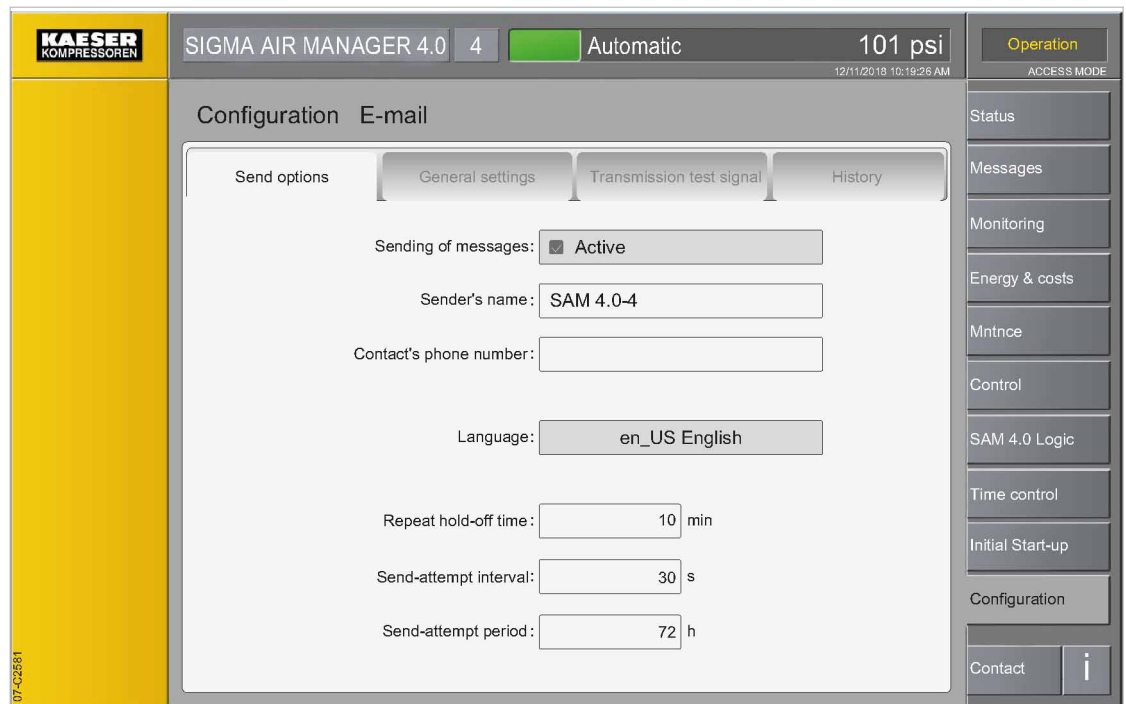 KAESER
KOMPRESSOREN
SIGMA AIR MANAGER 4.0 4 Automatic 101 psi
12/11/2018 10:19:26 AM
Operation
ACCESS MODE
Configuration E-mail
Send options General settings Transmission test signal History
Sending of messages: Active
Sender's name: SAM 4.0-4
Contact's phone number:
Language: en_US English
Repeat hold-off time: 10 min
Send-attempt interval: 30 s
Send-attempt period: 72 h
Status
Messages
Monitoring
Energy & costs
Mntnce
Control
SAM 4.0 Logic
Time control
Initial Start-up
Configuration
Contact i
07-C2581